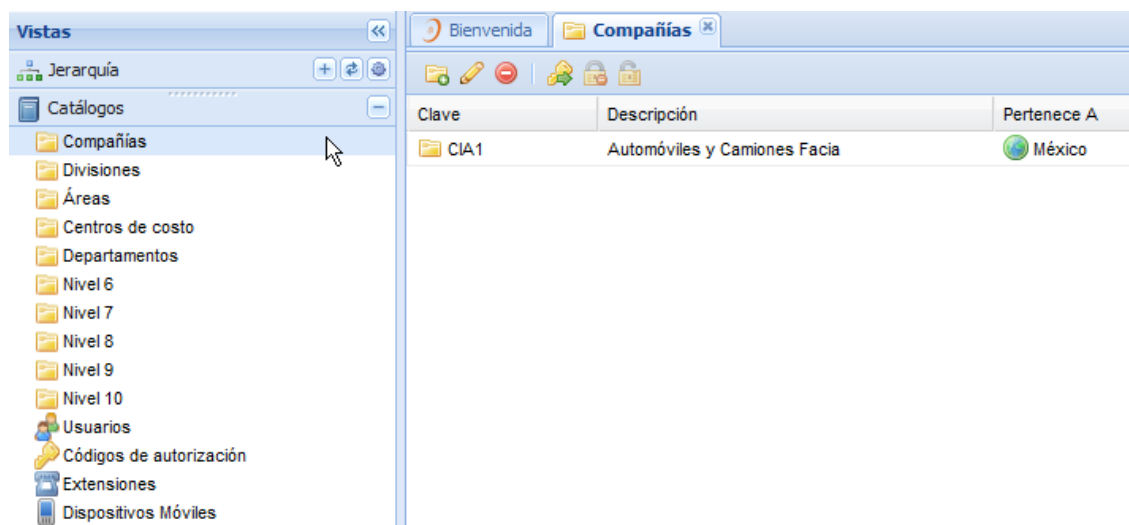 Vistas
Jerarquía
Catálogos
Compañías
Divisiones
Áreas
Centros de costo
Departamentos
Nivel 6
Nivel 7
Nivel 8
Nivel 9
Nivel 10
Usuarios
Códigos de autorización
Extensiones
Dispositivos Móviles
Bienvenida
Compañías
Clave Descripción Pertenece A
CIA1 Automóviles y Camiones Facia México